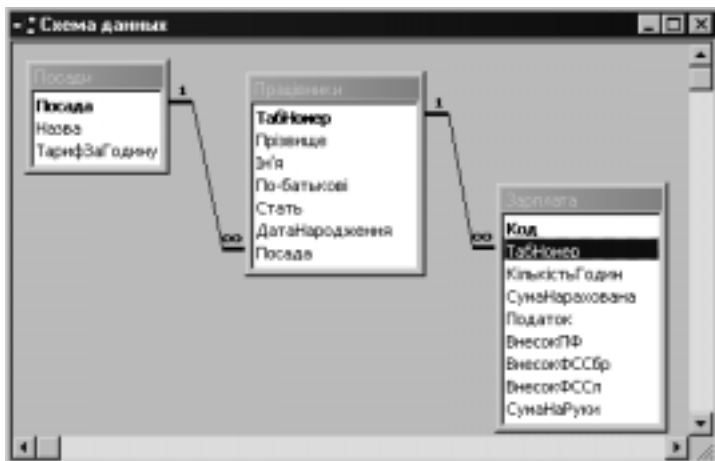 Схема данных
Посади
Посада
Назва
ТарифЗаГодину
1
∞
Працівники
ТабНомер
Прізвище
Ім'я
По-батькові
Стать
ДатаНародження
Посада
1
∞
Зарплата
Код
ТабНомер
КількістьГодин
СумаНарахована
Податок
ВнесокПФ
ВнесокФССбр
ВнесокФССп
СумаНаРуки